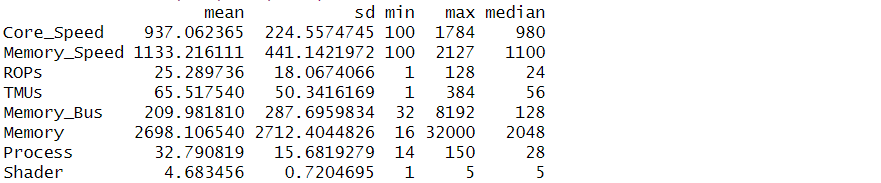 mean sd min max median
Core_Speed 937.062365 224.5574745 100 1784 980
Memory_Speed 1133.216111 441.1421972 100 2127 1100
ROPs 25.289736 18.0674066 1 128 24
TMUs 65.517540 50.3416169 1 384 56
Memory_Bus 209.981810 287.6959834 32 8192 128
Memory 2698.106540 2712.4044826 16 32000 2048
Process 32.790819 15.6819279 14 150 28
Shader 4.683456 0.7204695 1 5 5